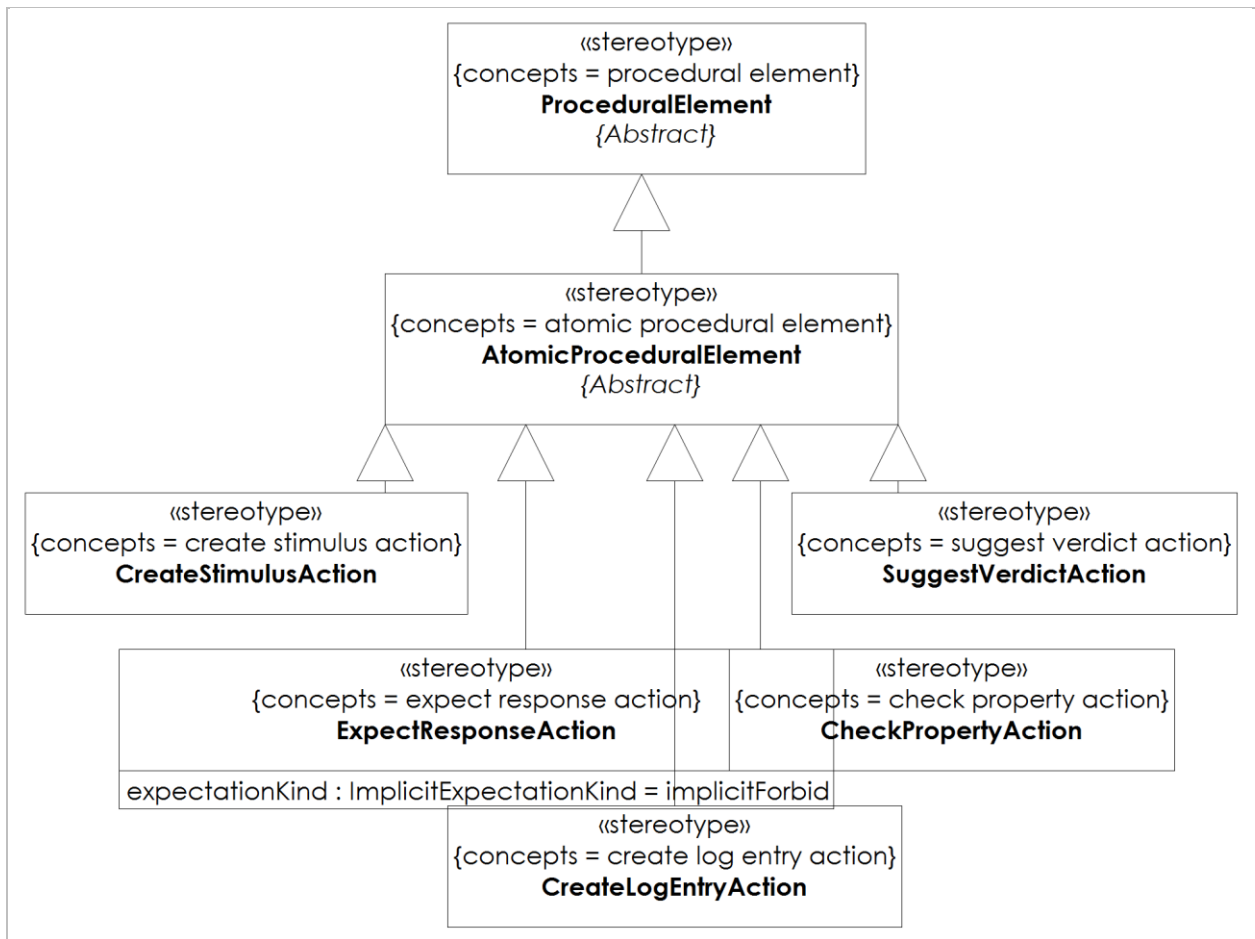 «stereotype»
{concepts = procedural element}
ProceduralElement
{Abstract}
«stereotype»
{concepts = atomic procedural element}
AtomicProceduralElement
{Abstract}
«stereotype»
{concepts = create stimulus action}
CreateStimulusAction
«stereotype»
{concepts = suggest verdict action}
SuggestVerdictAction
«stereotype»
{concepts = expect response action}
ExpectResponseAction
expectationKind : ImplicitExpectationKind = implicitForbid
«stereotype»
{concepts = check property action}
CheckPropertyAction
«stereotype»
{concepts = create log entry action}
CreateLogEntryAction